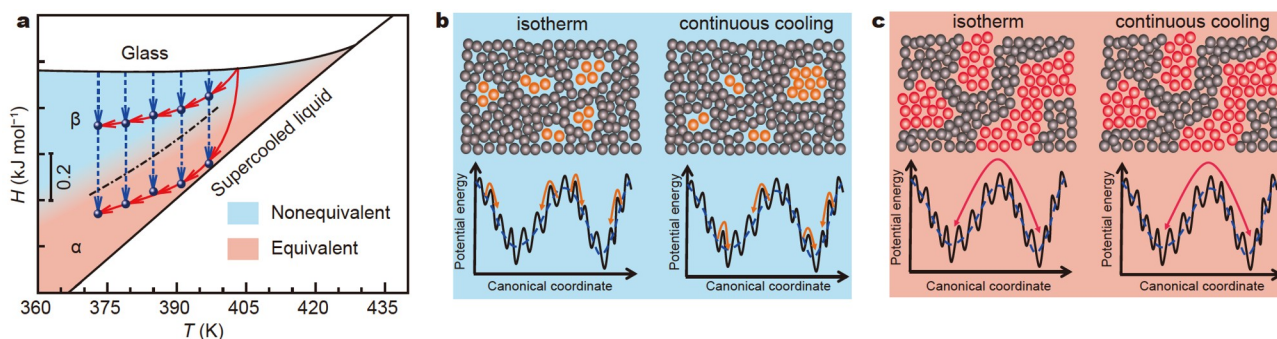 a
Glass
β
0.2
α
Supercooled liquid
Nonequivalent
Equivalent
H (kJ mol⁻¹)
360 375 390 405 420 435
T (K)
b
isotherm continuous cooling
Potential energy
Canonical coordinate
Potential energy
Canonical coordinate
c
isotherm continuous cooling
Potential energy
Canonical coordinate
Potential energy
Canonical coordinate